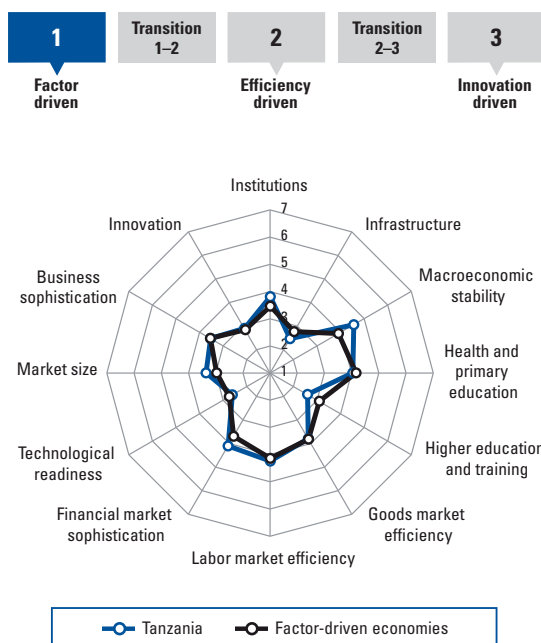 1
Transition
1–2
2
Transition
2–3
3
Factor
driven
Efficiency
driven
Innovation
driven
Institutions
7
Innovation
Infrastructure
6
5
Business
sophistication
Macroeconomic
stability
4
3
2
Market size
1
Health and
primary
education
Technological
readiness
Higher education
and training
Financial market
sophistication
Goods market
efficiency
Labor market efficiency
Tanzania
Factor-driven economies